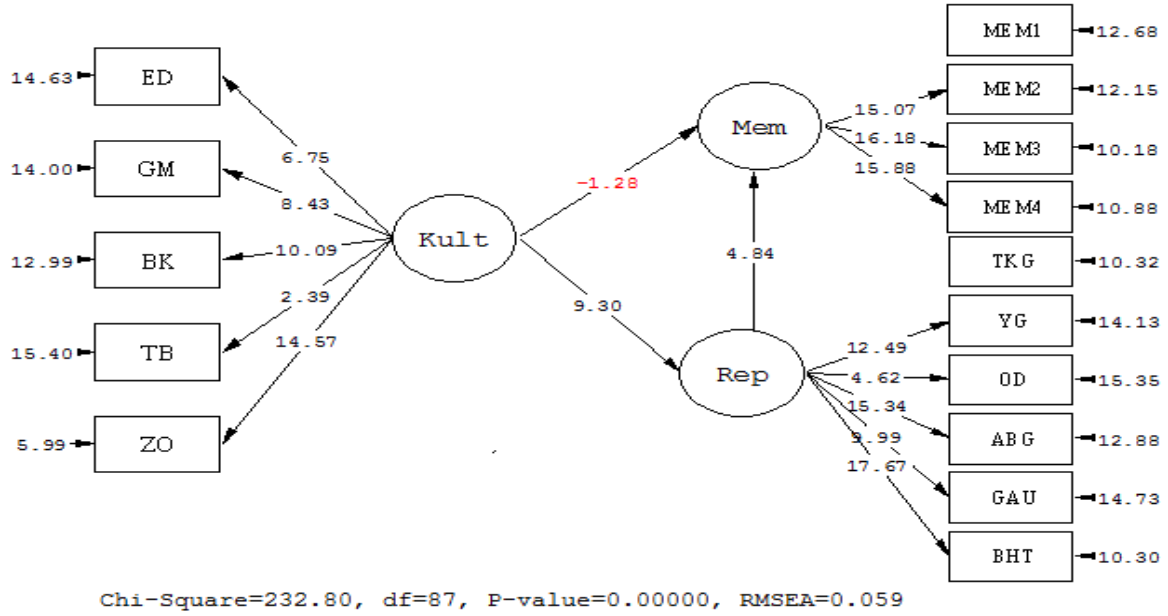 14.63
ED
14.00
GM
12.99
BK
15.40
TB
5.99
ZO
6.75
8.43
10.09
2.39
14.57
Kult
-1.28
9.30
Mem
4.84
Rep
15.07
16.18
15.88
12.49
4.62
15.34
9.99
17.67
MEM1
12.68
MEM2
12.15
MEM3
10.18
MEM4
10.88
TKG
10.32
YG
14.13
OD
15.35
ABG
12.88
GAU
14.73
BHT
10.30
Chi-Square=232.80, df=87, P-value=0.00000, RMSEA=0.059